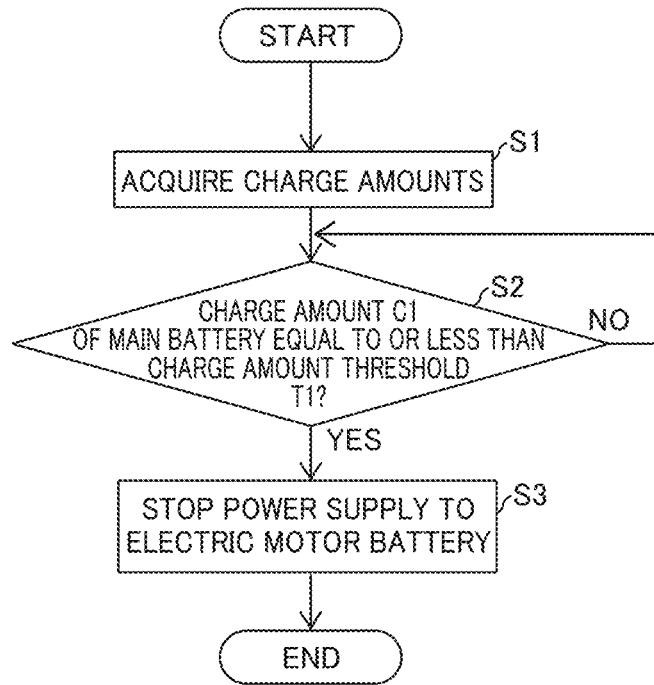 START
S1
ACQUIRE CHARGE AMOUNTS
S2
CHARGE AMOUNT C1
OF MAIN BATTERY EQUAL TO OR LESS THAN
CHARGE AMOUNT THRESHOLD
T1?
NO
YES
S3
STOP POWER SUPPLY TO
ELECTRIC MOTOR BATTERY
END